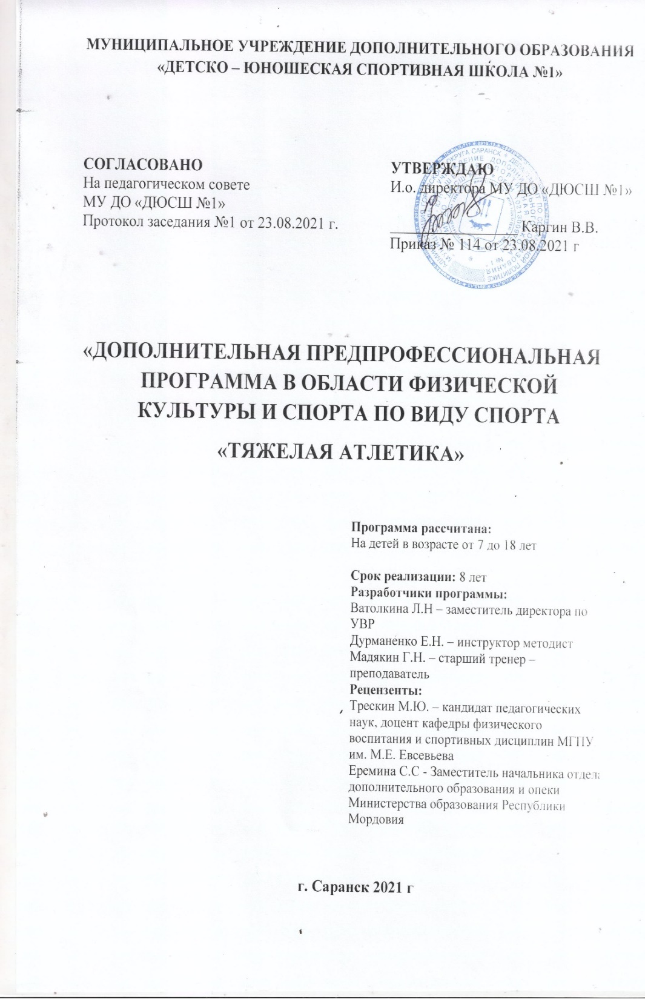 МУНИЦИПАЛЬНОЕ УЧРЕЖДЕНИЕ ДОПОЛНИТЕЛЬНОГО ОБРАЗОВАНИЯ
«ДЕТСКО – ЮНОШЕСКАЯ СПОРТИВНАЯ ШКОЛА №1»
СОГЛАСОВАНО
На педагогическом совете
МУ ДО «ДЮСШ №1»
Протокол заседания №1 от 23.08.2021 г.
УТВЕРЖДАЮ
И.о. директора МУ ДО «ДЮСШ №1»
Каргин В.В.
Приказ № 114 от 23.08.2021 г
«ДОПОЛНИТЕЛЬНАЯ ПРЕДПРОФЕССИОНАЛЬНАЯ
ПРОГРАММА В ОБЛАСТИ ФИЗИЧЕСКОЙ
КУЛЬТУРЫ И СПОРТА ПО ВИДУ СПОРТА
«ТЯЖЕЛАЯ АТЛЕТИКА»
Программа рассчитана:
На детей в возрасте от 7 до 18 лет
Срок реализации: 8 лет
Разработчики программы:
Ватолкина Л.Н – заместитель директора по
УВР
Дурманенко Е.Н. – инструктор методист
Мадякин Г.Н. – старший тренер –
преподаватель
Рецензенты:
Трескин М.Ю. – кандидат педагогических
наук, доцент кафедры физического
воспитания и спортивных дисциплин МГПУ
им. М.Е. Евсевьева
Еремина С.С - Заместитель начальника отдела
дополнительного образования и опеки
Министерства образования Республики
Мордовия
г. Саранск 2021 г